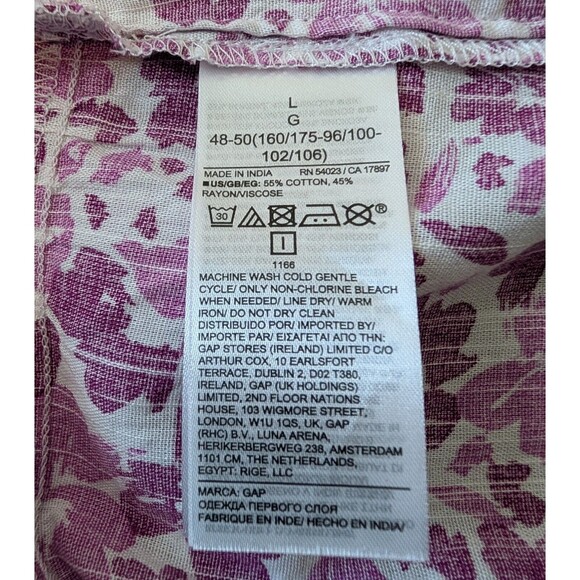 L
G
48-50(160/175-96/100-
102/106)
MADE IN INDIA RN 54023 / CA 17897
■US/GB/EG: 55% COTTON, 45%
RAYON/VISCOSE
30
®
I
1166
MACHINE WASH COLD GENTLE
CYCLE/ ONLY NON-CHLORINE BLEACH
WHEN NEEDED/ LINE DRY/ WARM
IRON/ DO NOT DRY CLEAN
DISTRIBUIDO POR/ IMPORTED BY/
IMPORTE PAR/ ΕΙΣΑΓΕΤΑΙ ΑΠΟ ΤΗΝ:
GAP STORES (IRELAND) LIMITED C/O
ARTHUR COX, 10 EARLSFORT
TERRACE, DUBLIN 2, D02 T380,
IRELAND, GAP (UK HOLDINGS)
LIMITED, 2ND FLOOR NATIONS
HOUSE, 103 WIGMORE STREET,
LONDON, W1U 1QS, UK, GAP
(RHC) B.V., LUNA ARENA,
HERIKERBERGWEG 238, AMSTERDAM
1101 CM, THE NETHERLANDS,
EGYPT: RIGE, LLC
MARCA: GAP
ОДЕЖДА ПЕРВОГО СЛОЯ
FABRIQUE EN INDE/ HECHO EN INDIA/